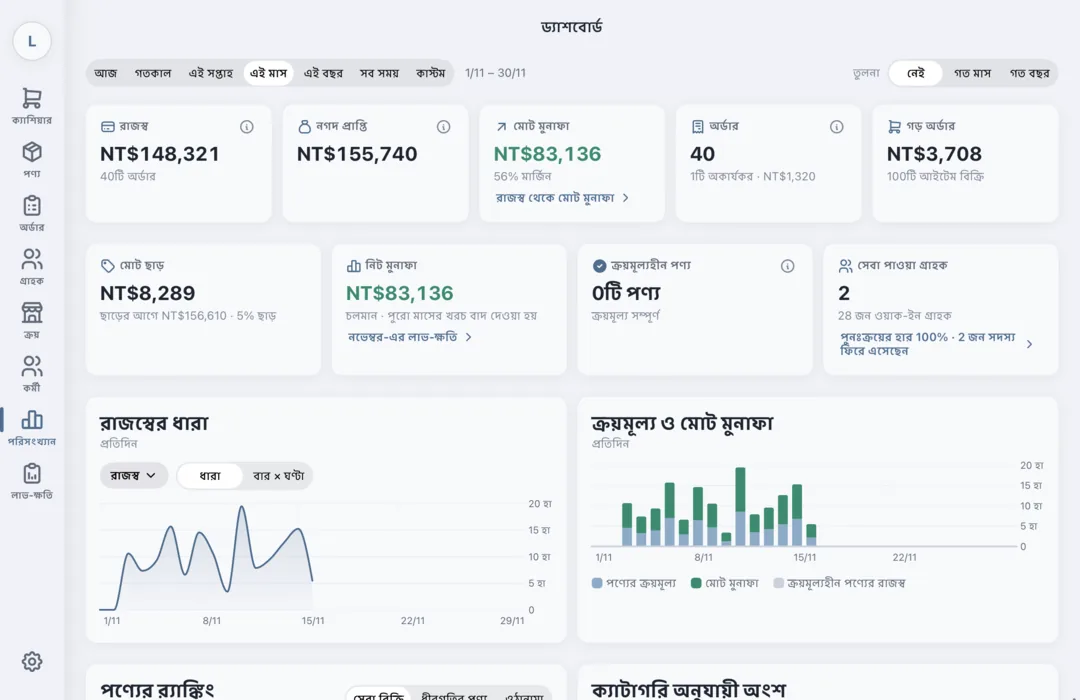 ড্যাশবোর্ড
L
ক্যাশিয়ার
পণ্য
অর্ডার
গ্রাহক
ক্রয়
কর্মী
পরিসংখ্যান
লাভ-ক্ষতি
আজ গতকাল এই সপ্তাহ এই মাস এই বছর সব সময় কাস্টম 1/11 – 30/11
তুলনা নেই গত মাস গত বছর
রাজস্ব
NT$148,321
40টি অর্ডার
নগদ প্রাপ্তি
NT$155,740
মোট মুনাফা
NT$83,136
56% মার্জিন
রাজস্ব থেকে মোট মুনাফা
অর্ডার
40
1টি অকার্যকর · NT$1,320
গড় অর্ডার
NT$3,708
100টি আইটেম বিক্রি
মোট ছাড়
NT$8,289
ছাড়ের আগে NT$156,610 · 5% ছাড়
নিট মুনাফা
NT$83,136
চলমান · পুরো মাসের খরচ বাদ দেওয়া হয়
নভেম্বর-এর লাভ-ক্ষতি
ক্রয়মূল্যহীন পণ্য
0টি পণ্য
ক্রয়মূল্য সম্পূর্ণ
সেবা পাওয়া গ্রাহক
2
28 জন ওয়াক-ইন গ্রাহক
পুনঃক্রয়ের হার 100% · 2 জন সদস্য
ফিরে এসেছেন
রাজস্বের ধারা
প্রতিদিন
রাজস্ব ধারা বার × ঘণ্টা
20 হা
15 হা
10 হা
5 হা
0
1/11 8/11 15/11 22/11 29/11
ক্রয়মূল্য ও মোট মুনাফা
প্রতিদিন
20 হা
15 হা
10 হা
5 হা
0
1/11 8/11 15/11 22/11
পণ্যের ক্রয়মূল্য মোট মুনাফা ক্রয়মূল্যহীন পণ্যের রাজস্ব
পণ্যের র‍্যাঙ্কিং
সেরা বিক্রি ধীরগতির পণ্য
ক্যাটাগরি অনুযায়ী অংশ